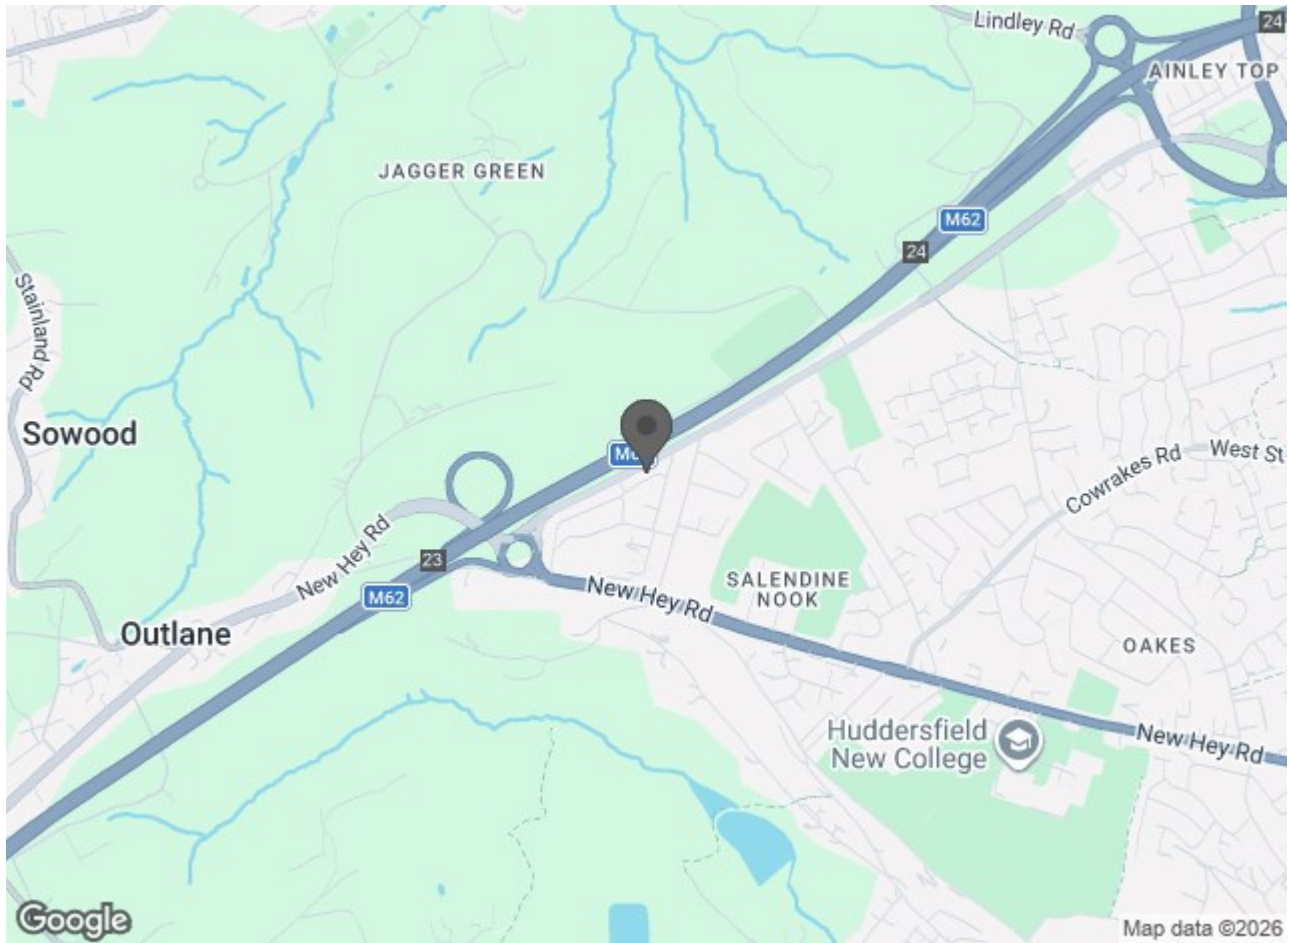 Lindley Rd
24
AINLEY TOP
JAGGER GREEN
M62
24
Stainland Rd
Sowood
West St
Cowrakes Rd
New Hey Rd
23
M62
New Hey Rd
SALENDINE
NOOK
Outlane
OAKES
Huddersfield
New College
New Hey Rd
Google
Map data ©2026